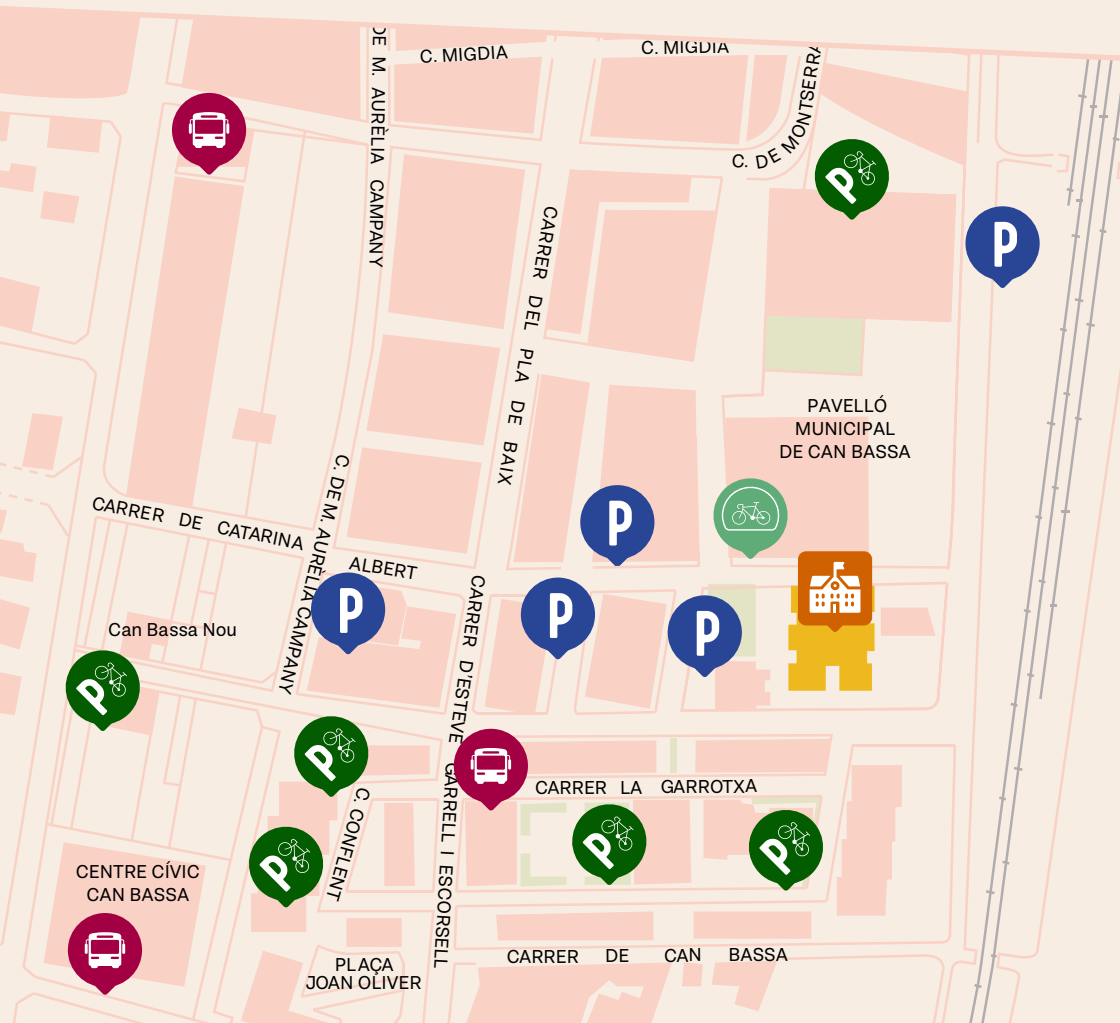 C. MIGDIA
C. MIGDIA
DE M. AURÈLIA CAMPANY
C. DE MONTSERRA
P
P
CARRER DEL PLA DE BAIX
PAVELLÓ
MUNICIPAL
DE CAN BASSA
C. DE M. AURÈLIA CAMPANY
CARRER DE CATARINA
ALBERT
P
P
P
P
Can Bassa Nou
P
CARRER D'ESTEVE GARRELL I ESCORSELL
P
CARRER LA GARROTXA
C. CONFLENT
P
P
P
CENTRE CÍVIC
CAN BASSA
CARRER DE CAN BASSA
PLAÇA
JOAN OLIVER